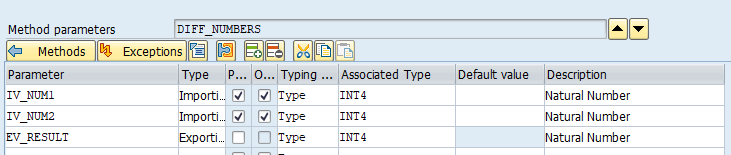 Method parameters DIFF_NUMBERS
Methods Exceptions
Parameter Type P... O... Typing ... Associated Type Default value Description
IV_NUM1 Importi... Type INT4 Natural Number
IV_NUM2 Importi... Type INT4 Natural Number
EV_RESULT Exporti... Type INT4 Natural Number